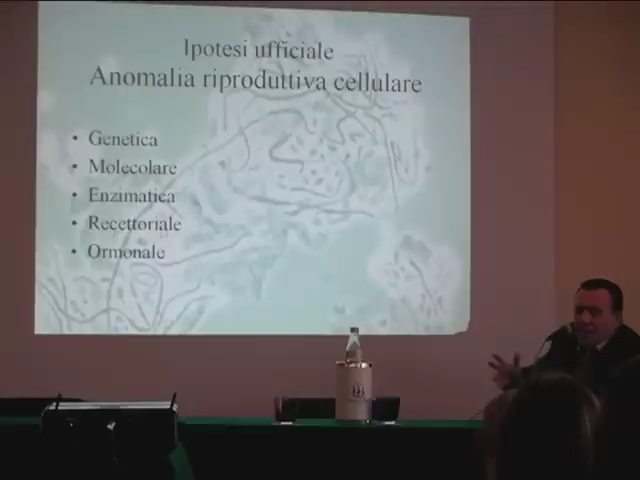 Ipotesi ufficiale
Anomalia riproduttiva cellulare
• Genetica
• Molecolare
• Enzimatica
• Recettoriale
• Ormonale